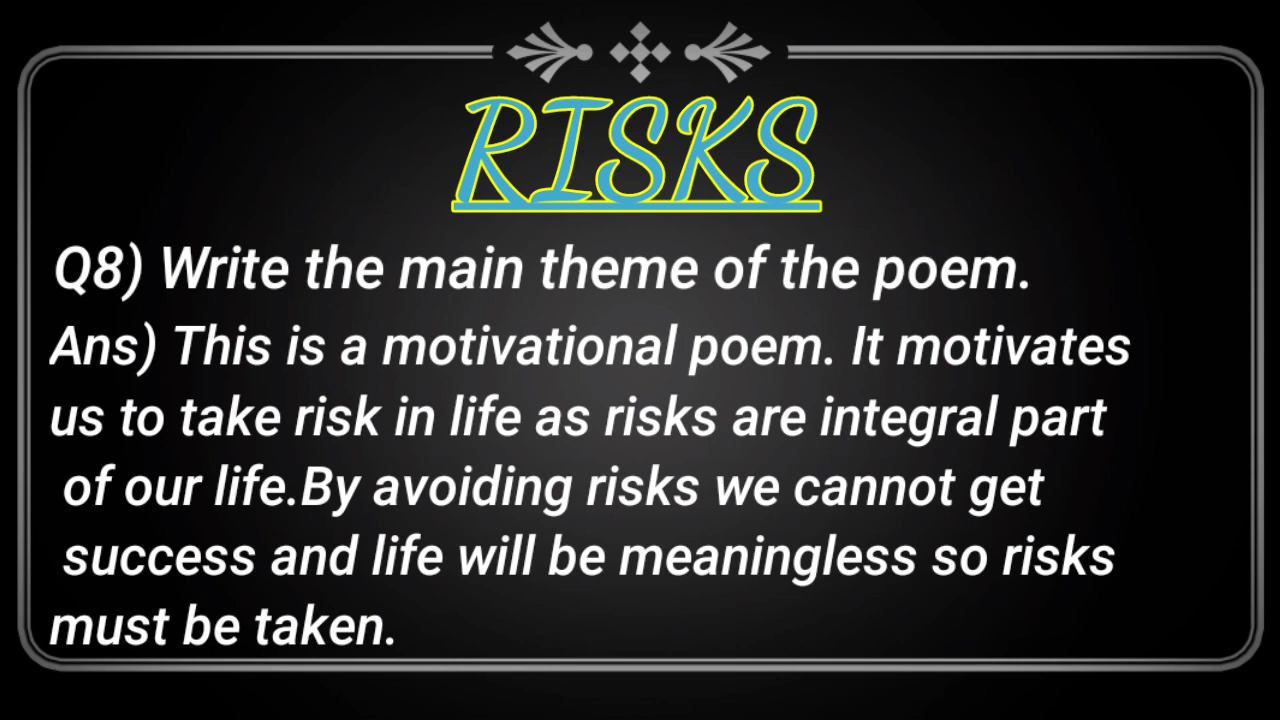 RISKS
Q8) Write the main theme of the poem.
Ans) This is a motivational poem. It motivates
us to take risk in life as risks are integral part
of our life.By avoiding risks we cannot get
success and life will be meaningless so risks
must be taken.